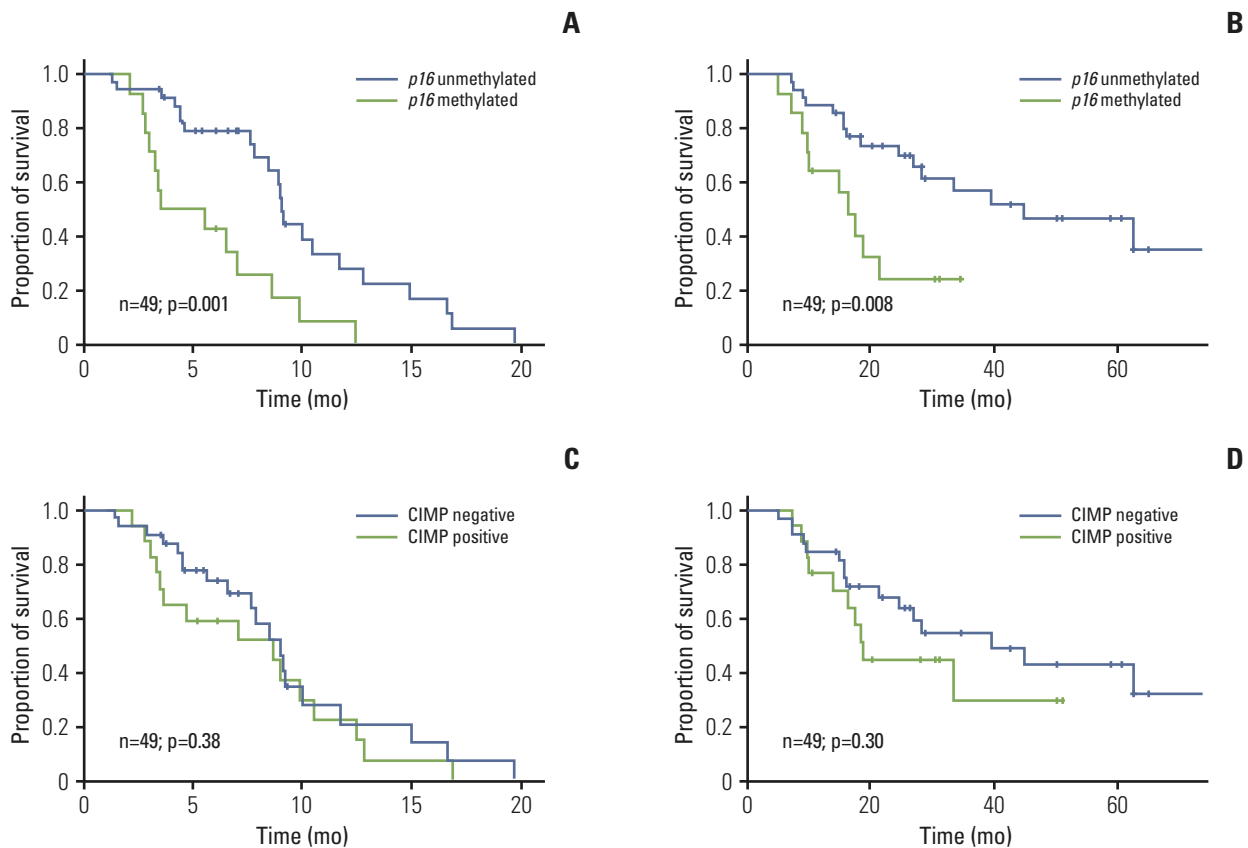 A
Proportion of survival
1.0
0.8
0.6
0.4
0.2
0
p16 unmethylated
p16 methylated
n=49; p=0.001
0 5 10 15 20
Time (mo)
B
Proportion of survival
1.0
0.8
0.6
0.4
0.2
0
p16 unmethylated
p16 methylated
n=49; p=0.008
0 20 40 60
Time (mo)
C
Proportion of survival
1.0
0.8
0.6
0.4
0.2
0
CIMP negative
CIMP positive
n=49; p=0.38
0 5 10 15 20
Time (mo)
D
Proportion of survival
1.0
0.8
0.6
0.4
0.2
0
CIMP negative
CIMP positive
n=49; p=0.30
0 20 40 60
Time (mo)